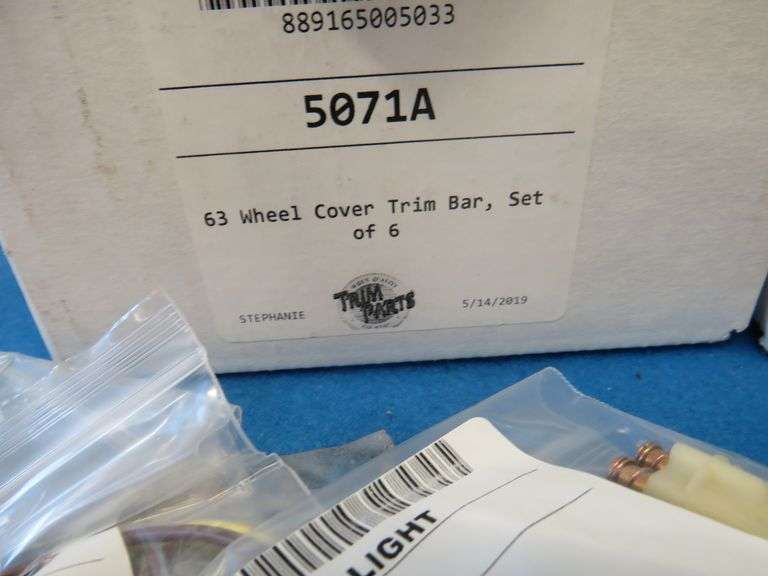 889165005033
5071A
63 Wheel Cover Trim Bar, Set
of 6
STEPHANIE
TRIM
PARTS
5/14/2019
LIGHT